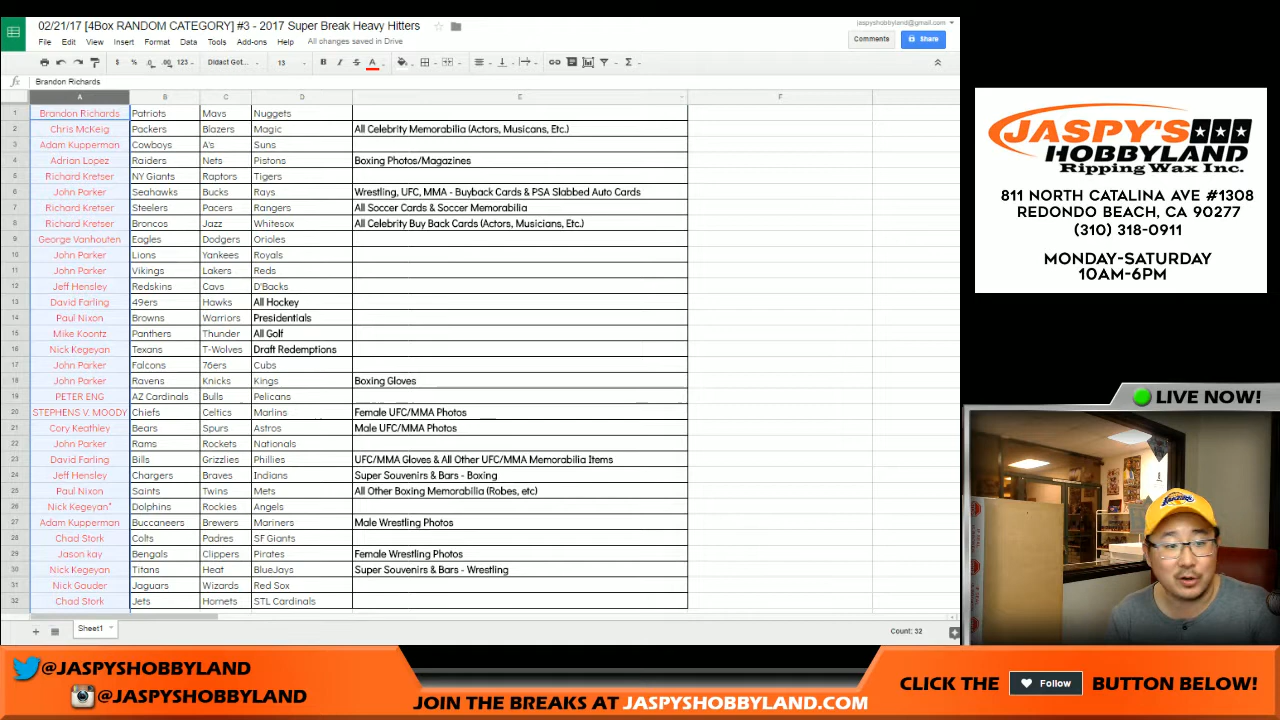 02/21/17 [4Box RANDOM CATEGORY] #3 - 2017 Super Break Heavy Hitters
jaspyshobbyland@gmail.com
File Edit View Insert Format Data Tools Add-ons Help All changes saved in Drive
Comments
Share
$ % .0 .00 123 Didact Got... 13 B I S A
fx Brandon Richards
A B C D E F
1 Brandon Richards Patriots Mavs Nuggets
2 Chris McKeig Packers Blazers Magic All Celebrity Memorabilia (Actors, Musicans, Etc.)
3 Adam Kupperman Cowboys A's Suns
4 Adrian Lopez Raiders Nets Pistons Boxing Photos/Magazines
5 Richard Kretser NY Giants Raptors Tigers
6 John Parker Seahawks Bucks Rays Wrestling, UFC, MMA - Buyback Cards & PSA Slabbed Auto Cards
7 Richard Kretser Steelers Pacers Rangers All Soccer Cards & Soccer Memorabilia
8 Richard Kretser Broncos Jazz Whitesox All Celebrity Buy Back Cards (Actors, Musicians, Etc.)
9 George Vanhouten Eagles Dodgers Orioles
10 John Parker Lions Yankees Royals
11 John Parker Vikings Lakers Reds
12 Jeff Hensley Redskins Cavs D'Backs
13 David Farling 49ers Hawks All Hockey
14 Paul Nixon Browns Warriors Presidentials
15 Mike Koontz Panthers Thunder All Golf
16 Nick Kegeyan Texans T-Wolves Draft Redemptions
17 John Parker Falcons 76ers Cubs
18 John Parker Ravens Knicks Kings Boxing Gloves
19 PETER ENG AZ Cardinals Bulls Pelicans
20 STEPHENS V. MOODY Chiefs Celtics Marlins Female UFC/MMA Photos
21 Cory Keathley Bears Spurs Astros Male UFC/MMA Photos
22 John Parker Rams Rockets Nationals
23 David Farling Bills Grizzlies Phillies UFC/MMA Gloves & All Other UFC/MMA Memorabilia Items
24 Jeff Hensley Chargers Braves Indians Super Souvenirs & Bars - Boxing
25 Paul Nixon Saints Twins Mets All Other Boxing Memorabilia (Robes, etc)
26 Nick Kegeyan* Dolphins Rockies Angels
27 Adam Kupperman Buccaneers Brewers Mariners Male Wrestling Photos
28 Chad Stork Colts Padres SF Giants
29 Jason kay Bengals Clippers Pirates Female Wrestling Photos
30 Nick Kegeyan Titans Heat BlueJays Super Souvenirs & Bars - Wrestling
31 Nick Gauder Jaguars Wizards Red Sox
32 Chad Stork Jets Hornets STL Cardinals
Sheet1
Count: 32
JASPY'S
HOBBYLAND
Ripping Wax Inc.
811 NORTH CATALINA AVE #1308
REDONDO BEACH, CA 90277
(310) 318-0911
MONDAY-SATURDAY
10AM-6PM
LIVE NOW!
@JASPYSHOBBYLAND
@JASPYSHOBBYLAND
JOIN THE BREAKS AT JASPYSHOBBYLAND.COM
CLICK THE Follow BUTTON BELOW!